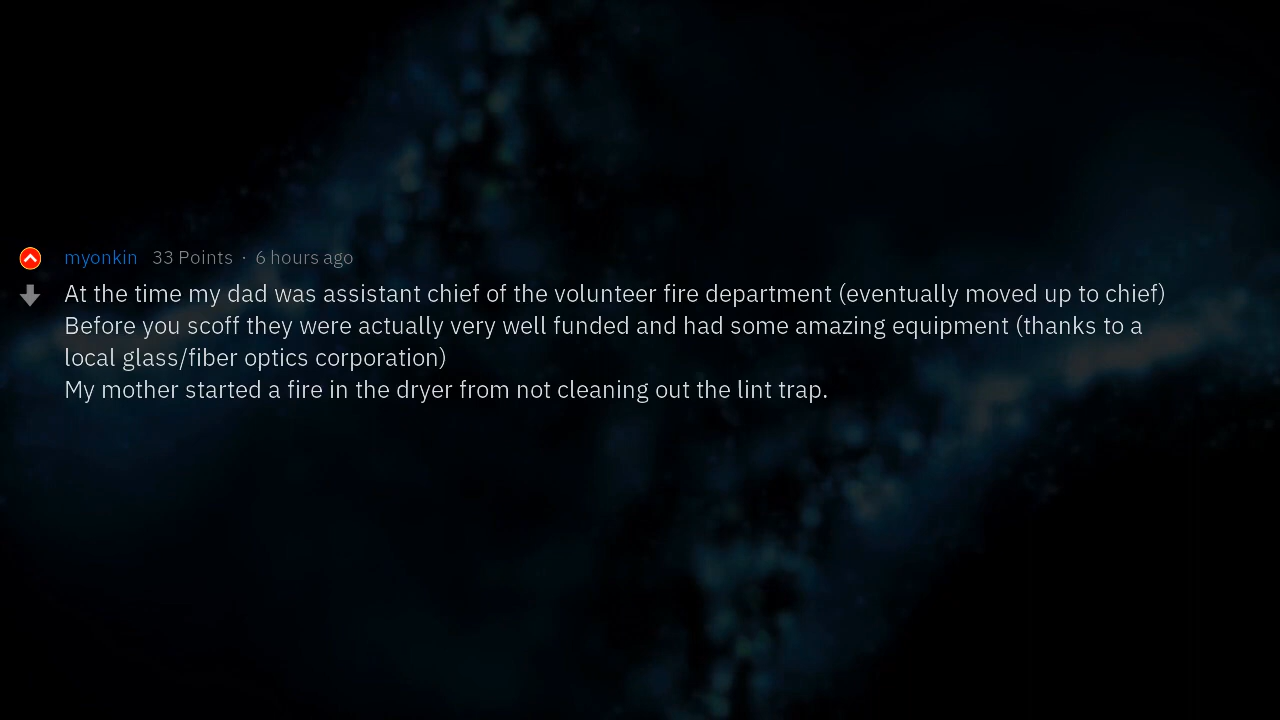 myonkin 33 Points · 6 hours ago
At the time my dad was assistant chief of the volunteer fire department (eventually moved up to chief)
Before you scoff they were actually very well funded and had some amazing equipment (thanks to a
local glass/fiber optics corporation)
My mother started a fire in the dryer from not cleaning out the lint trap.